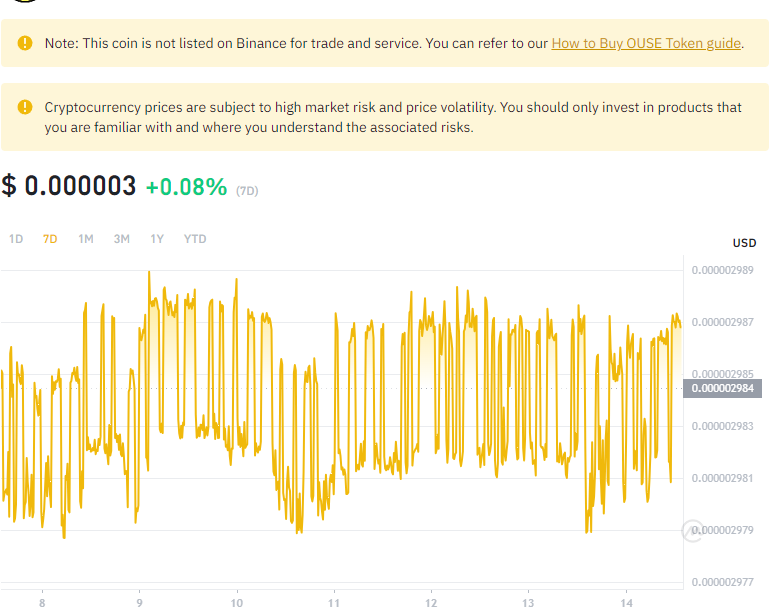 Note: This coin is not listed on Binance for trade and service. You can refer to our How to Buy OUSE Token guide.
Cryptocurrency prices are subject to high market risk and price volatility. You should only invest in products that
you are familiar with and where you understand the associated risks.
$ 0.000003 +0.08% (7D)
1D 7D 1M 3M 1Y YTD
USD
0.000002989
0.000002987
0.000002985
0.000002984
0.000002983
0.000002981
0.000002979
0.000002977
8 9 10 11 12 13 14